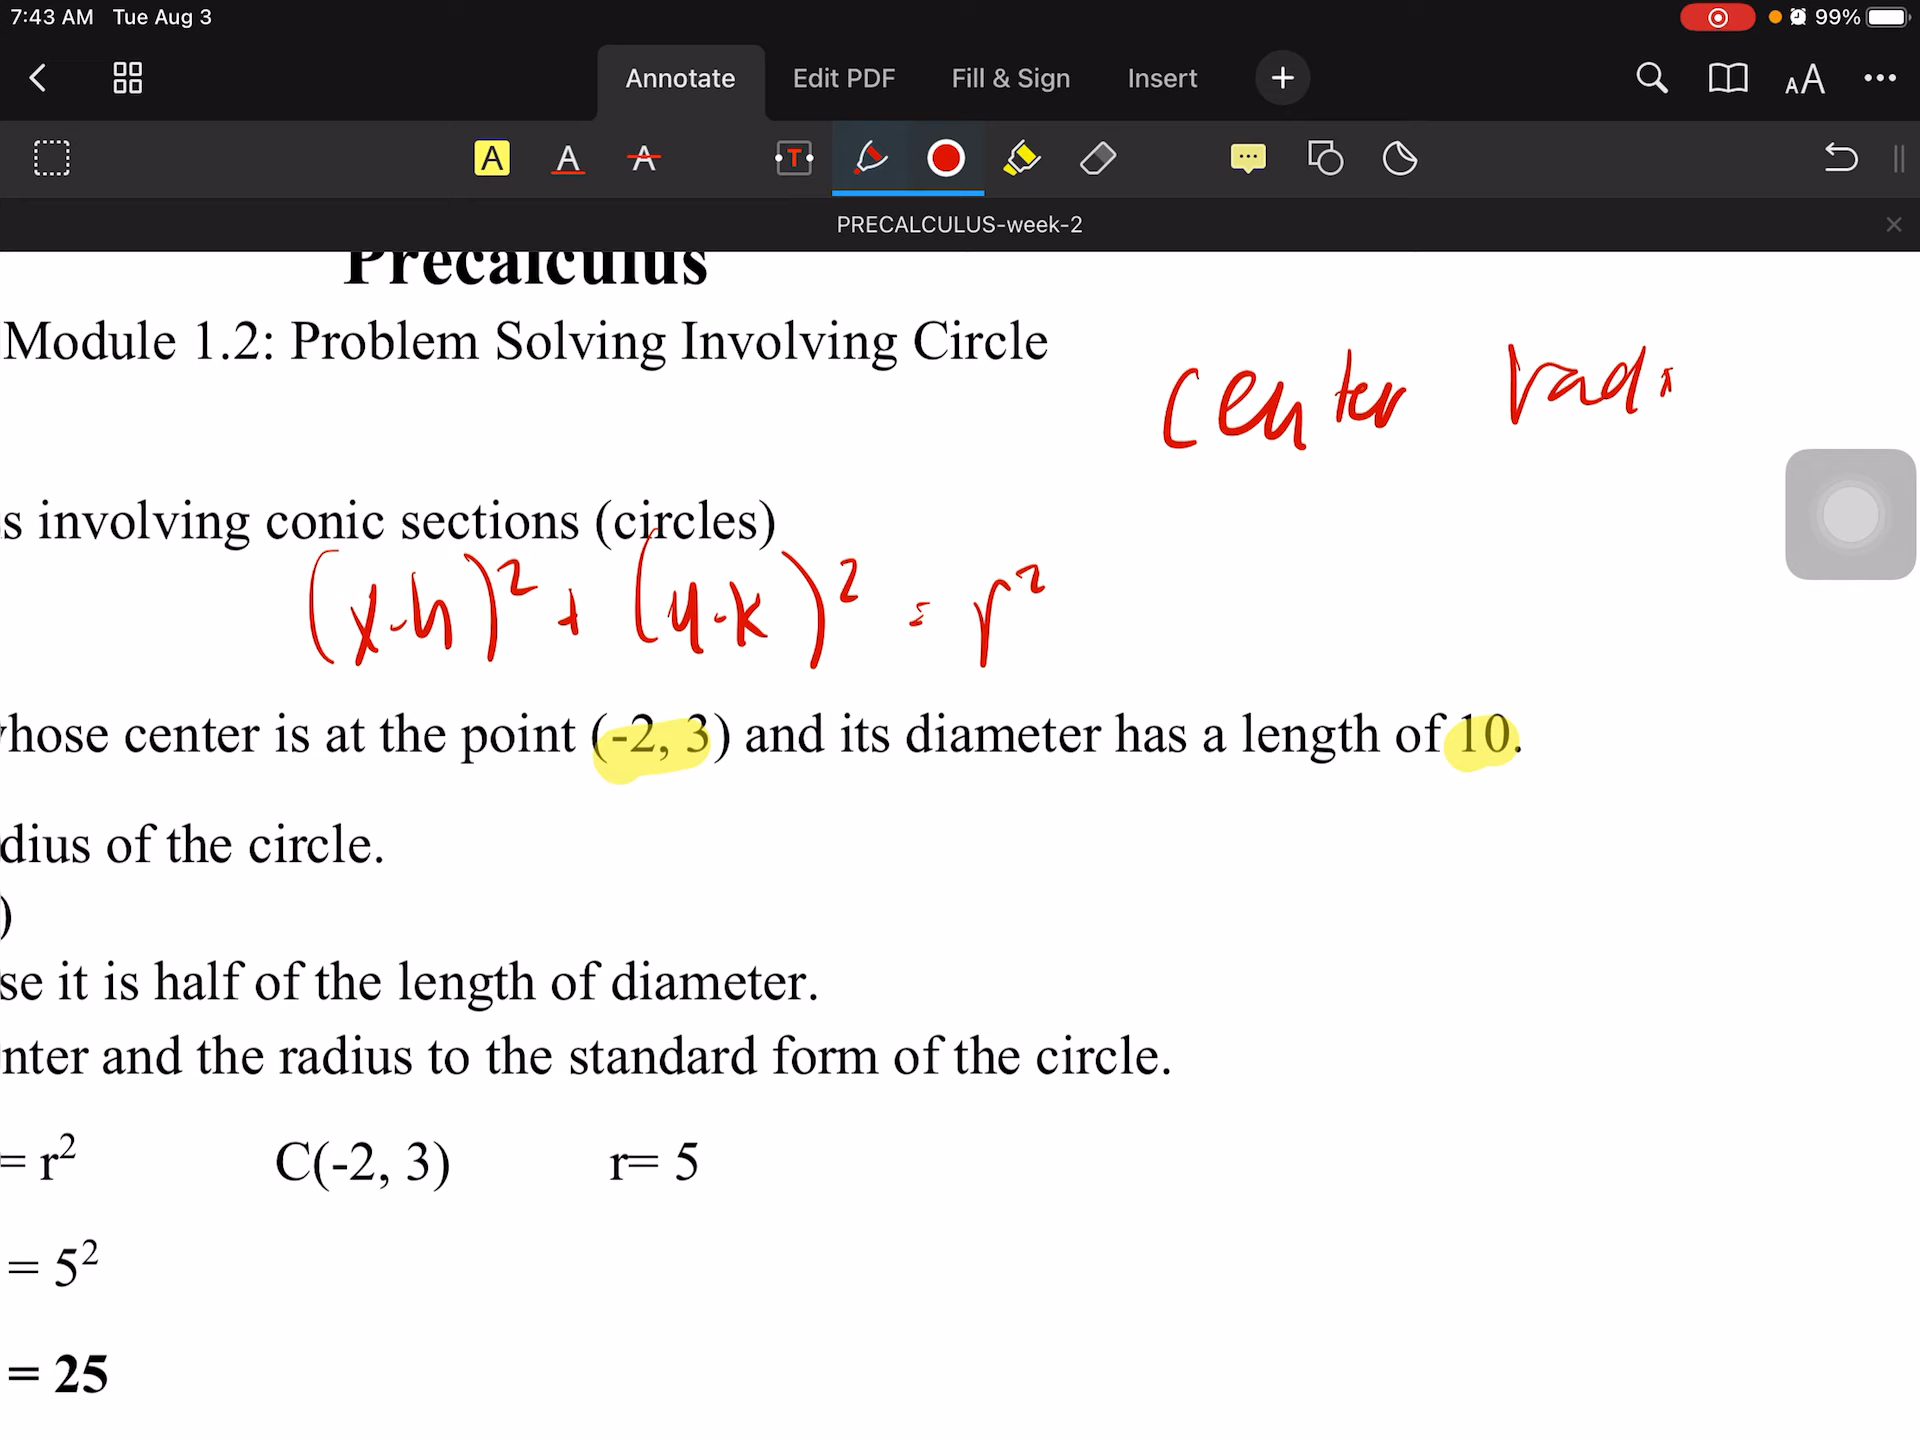 7:43 AM Tue Aug 3
99%
Annotate Edit PDF Fill & Sign Insert
AA
A A A T
PRECALCULUS-week-2
Precalculus
Module 1.2: Problem Solving Involving Circle
center radi
s involving conic sections (circles)
(x-h)² + (y-k)² = r²
whose center is at the point (-2, 3) and its diameter has a length of 10.
dius of the circle.
)
se it is half of the length of diameter.
nter and the radius to the standard form of the circle.
= r² C(-2, 3) r= 5
= 5²
= 25